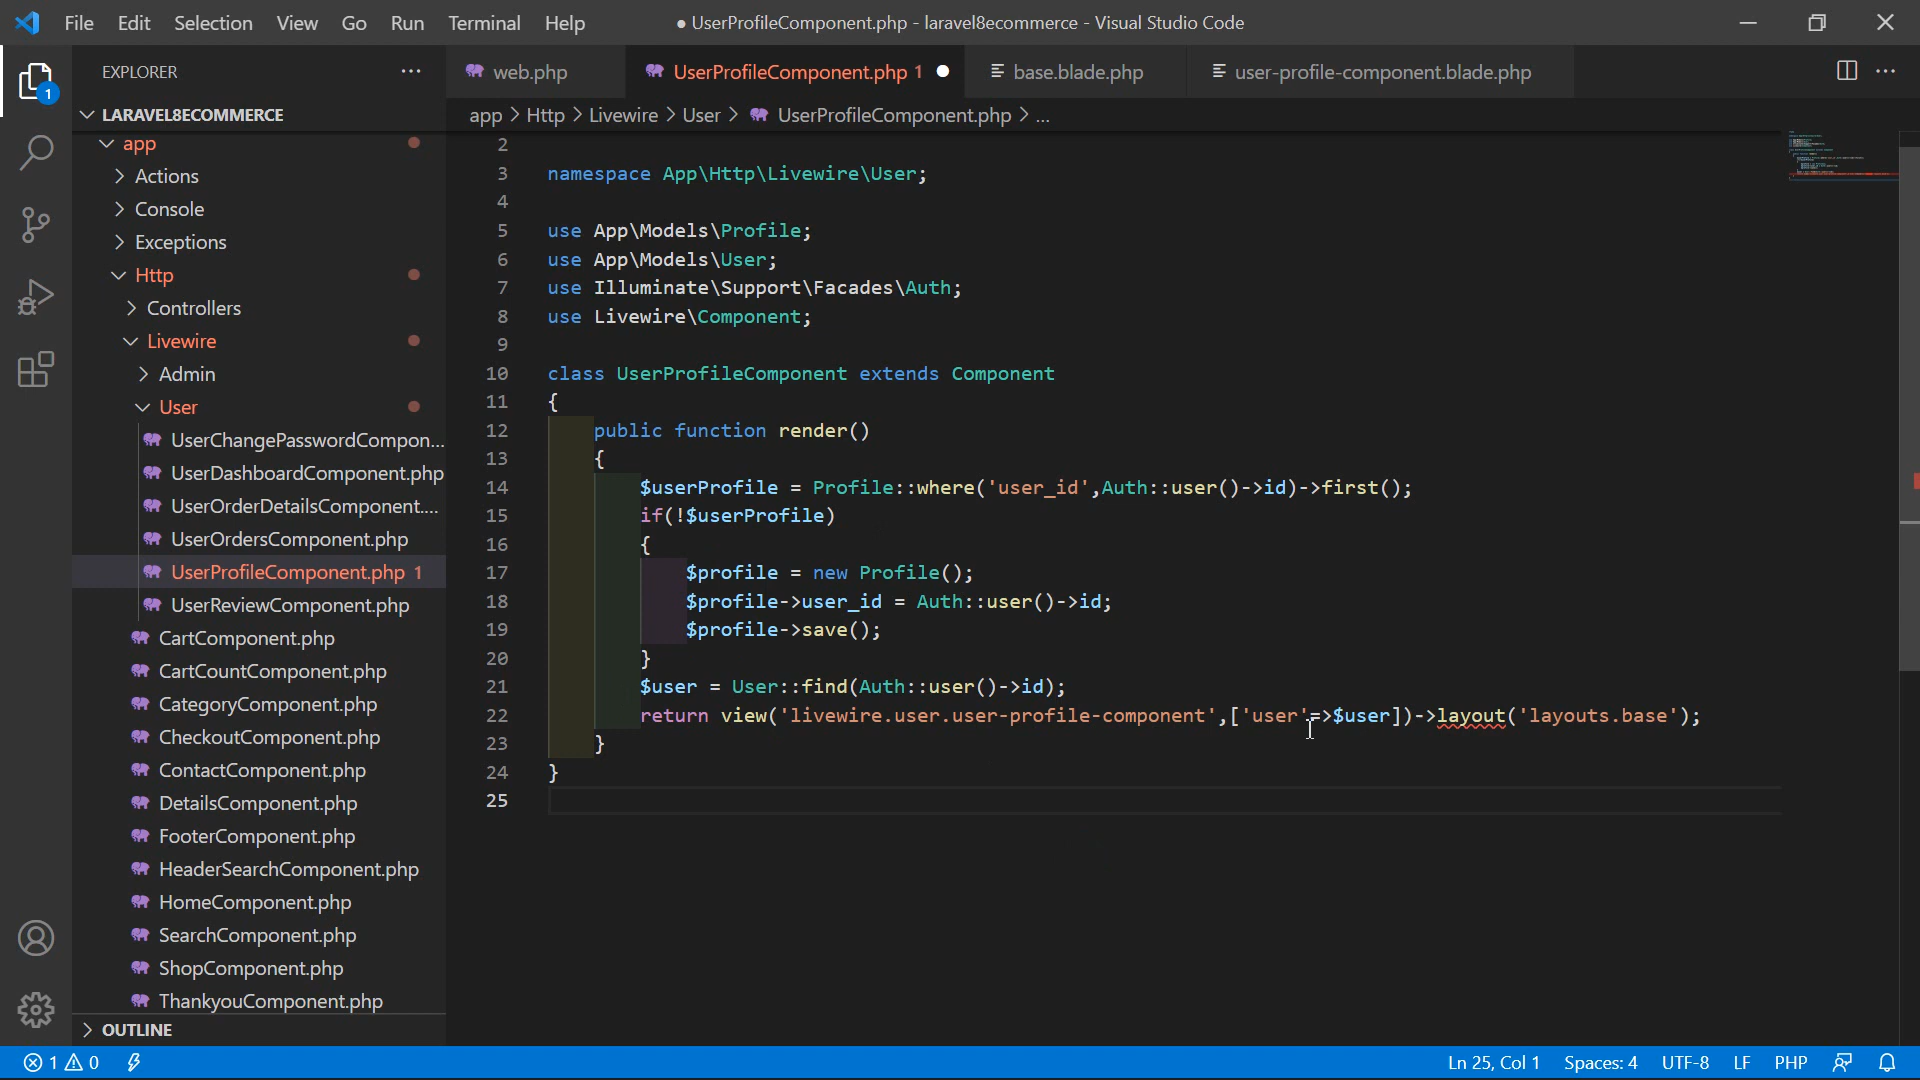 File Edit Selection View Go Run Terminal Help
● UserProfileComponent.php - laravel8ecommerce - Visual Studio Code
EXPLORER
web.php
UserProfileComponent.php 1
base.blade.php
user-profile-component.blade.php
1
LARAVEL8ECOMMERCE
app > Http > Livewire > User > UserProfileComponent.php > ...
app
Actions
Console
Exceptions
Http
Controllers
Livewire
Admin
User
UserChangePasswordCompon...
UserDashboardComponent.php
UserOrderDetailsComponent....
UserOrdersComponent.php
UserProfileComponent.php 1
UserReviewComponent.php
CartComponent.php
CartCountComponent.php
CategoryComponent.php
CheckoutComponent.php
ContactComponent.php
DetailsComponent.php
FooterComponent.php
HeaderSearchComponent.php
HomeComponent.php
SearchComponent.php
ShopComponent.php
ThankyouComponent.php
OUTLINE
2
3 namespace App\Http\Livewire\User;
4
5 use App\Models\Profile;
6 use App\Models\User;
7 use Illuminate\Support\Facades\Auth;
8 use Livewire\Component;
9
10 class UserProfileComponent extends Component
11 {
12 public function render()
13 {
14 $userProfile = Profile::where('user_id',Auth::user()->id)->first();
15 if(!$userProfile)
16 {
17 $profile = new Profile();
18 $profile->user_id = Auth::user()->id;
19 $profile->save();
20 }
21 $user = User::find(Auth::user()->id);
22 return view('livewire.user.user-profile-component',['user'=>$user])->layout('layouts.base');
23 }
24 }
25
1 0
Ln 25, Col 1 Spaces: 4 UTF-8 LF PHP